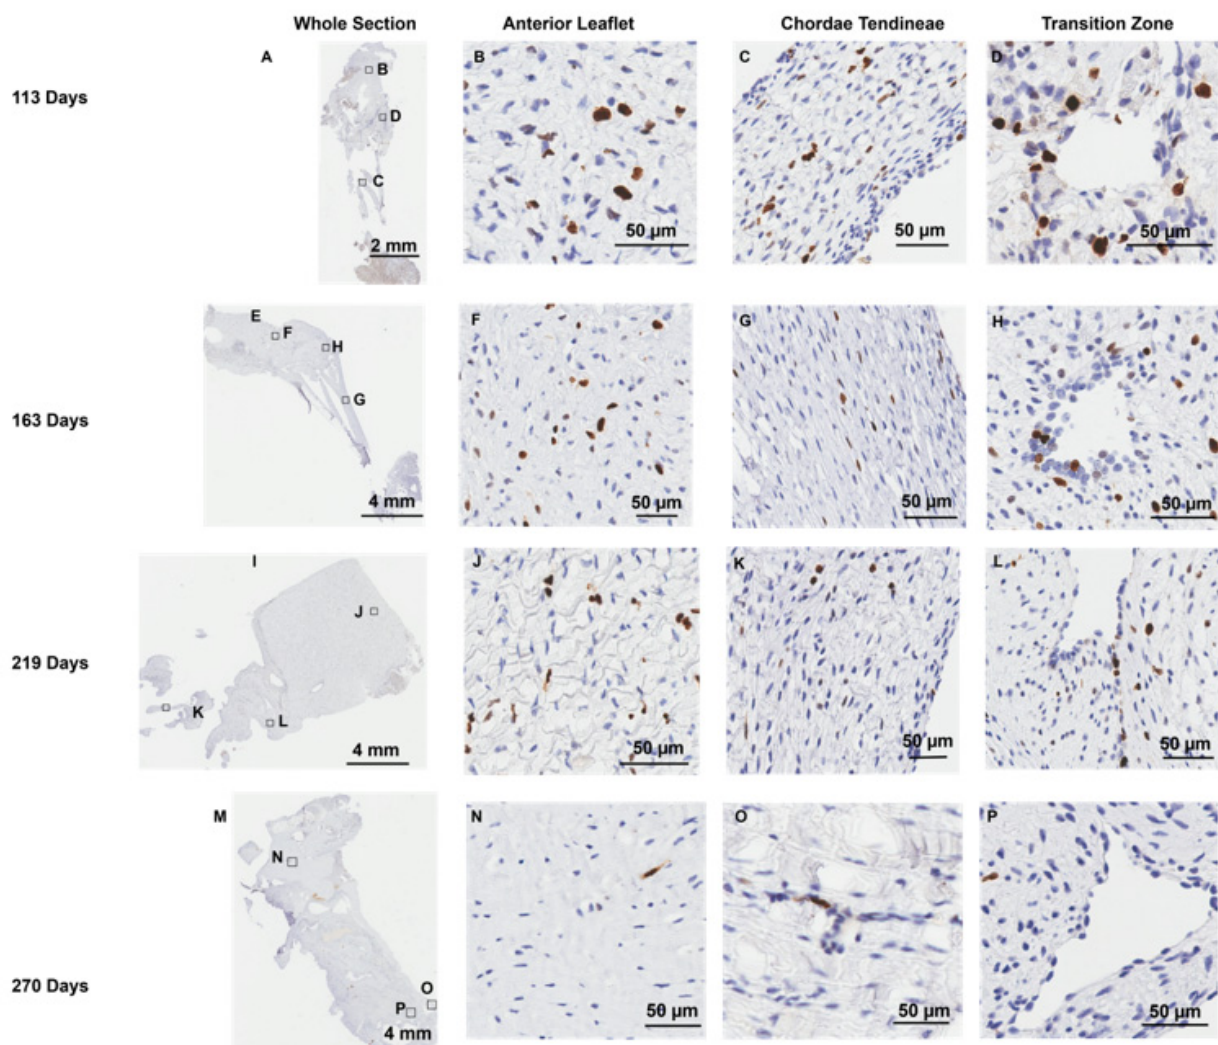 Whole Section Anterior Leaflet Chordae Tendineae Transition Zone
113 Days A B D C 2 mm B 50 µm C 50 µm D 50 µm
163 Days E F H G 4 mm F 50 µm G 50 µm H 50 µm
219 Days I J K L 4 mm J 50 µm K 50 µm L 50 µm
270 Days M N O P 4 mm N 50 µm O 50 µm P 50 µm